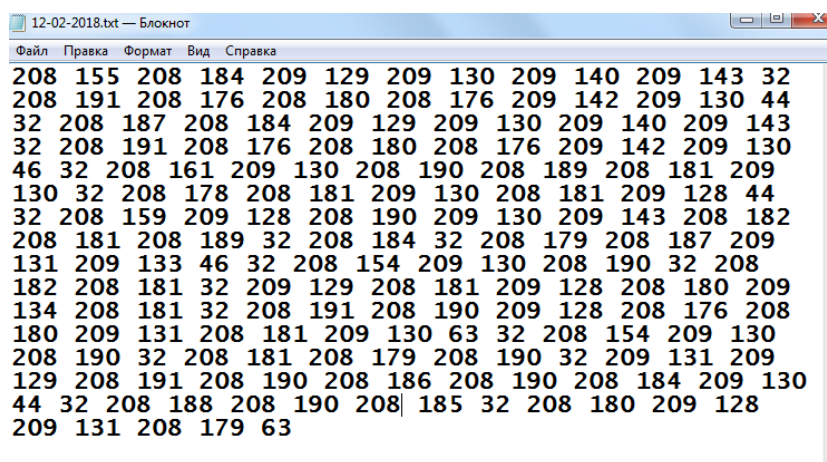 12-02-2018.txt — Блокнот
Файл Правка Формат Вид Справка
208 155 208 184 209 129 209 130 209 140 209 143 32
208 191 208 176 208 180 208 176 209 142 209 130 44
32 208 187 208 184 209 129 209 130 209 140 209 143
32 208 191 208 176 208 180 208 176 209 142 209 130
46 32 208 161 209 130 208 190 208 189 208 181 209
130 32 208 178 208 181 209 130 208 181 209 128 44
32 208 159 209 128 208 190 209 130 209 143 208 182
208 181 208 189 32 208 184 32 208 179 208 187 209
131 209 133 46 32 208 154 209 130 208 190 32 208
182 208 181 32 209 129 208 181 209 128 208 180 209
134 208 181 32 208 191 208 190 209 128 208 176 208
180 209 131 208 181 209 130 63 32 208 154 209 130
208 190 32 208 181 208 179 208 190 32 209 131 209
129 208 191 208 190 208 186 208 190 208 184 209 130
44 32 208 188 208 190 208 185 32 208 180 209 128
209 131 208 179 63